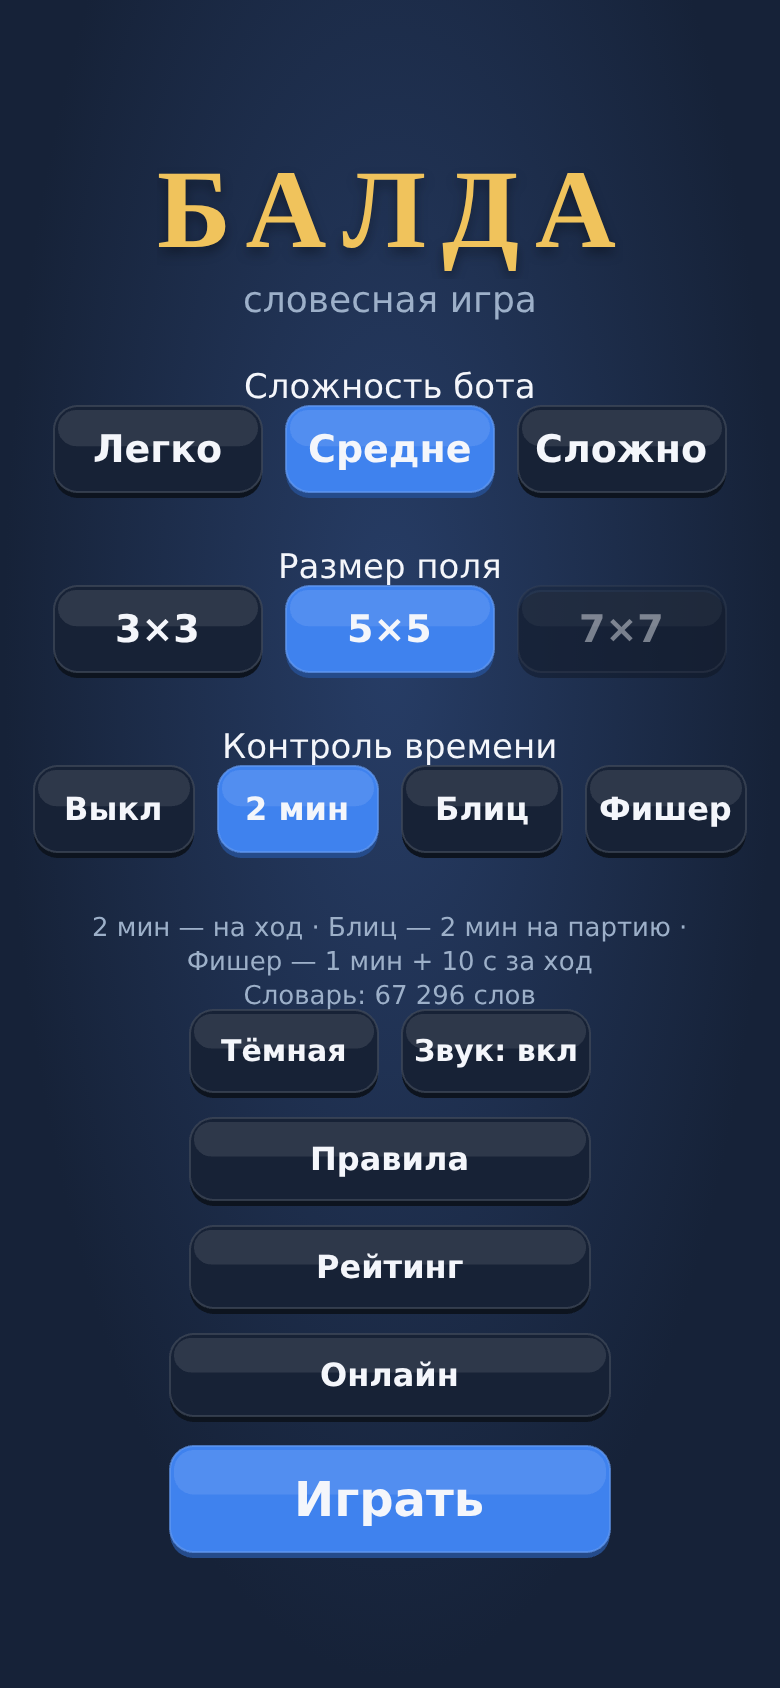 БАЛДА
словесная игра
Сложность бота
Легко Средне Сложно
Размер поля
3×3 5×5 7×7
Контроль времени
Выкл 2 мин Блиц Фишер
2 мин — на ход · Блиц — 2 мин на партию ·
Фишер — 1 мин + 10 с за ход
Словарь: 67 296 слов
Тёмная Звук: вкл
Правила
Рейтинг
Онлайн
Играть